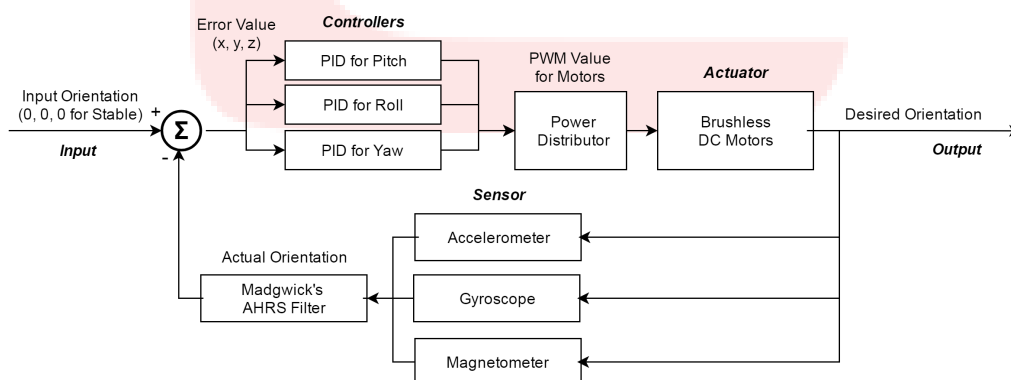 Controllers
Error Value
(x, y, z)
PID for Pitch
PID for Roll
PID for Yaw
Input Orientation
(0, 0, 0 for Stable)
+
Σ
-
Input
PWM Value
for Motors
Power
Distributor
Actuator
Brushless
DC Motors
Desired Orientation
Output
Sensor
Accelerometer
Gyroscope
Magnetometer
Actual Orientation
Madgwick's
AHRS Filter